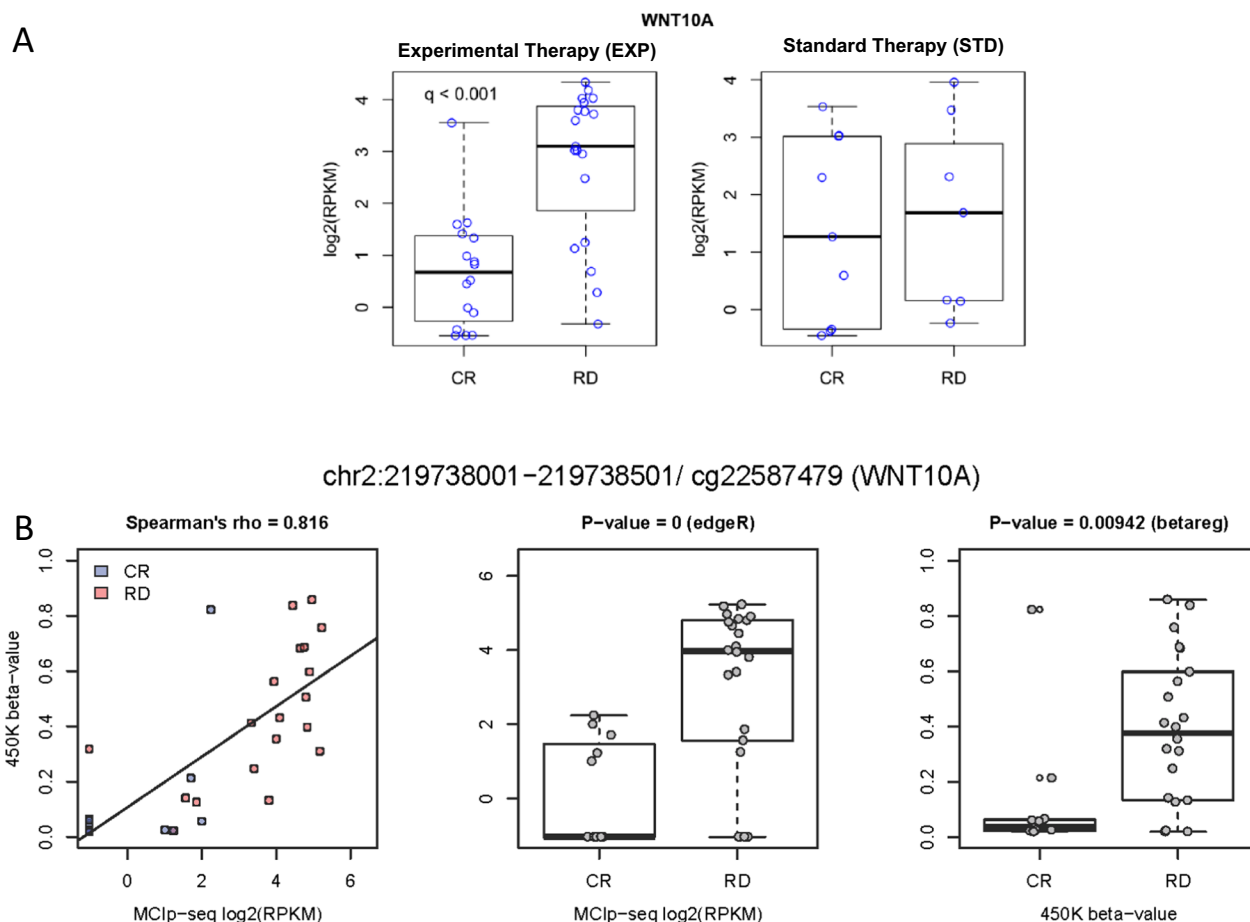 WNT10A
A
Experimental Therapy (EXP)
Standard Therapy (STD)
q < 0.001
log2(RPKM)
4
3
2
1
0
CR
RD
log2(RPKM)
4
3
2
1
0
CR
RD
chr2:219738001−219738501/ cg22587479 (WNT10A)
B
Spearman's rho = 0.816
P−value = 0 (edgeR)
P−value = 0.00942 (betareg)
450K beta−value
1.0
0.8
0.6
0.4
0.2
0.0
CR
RD
0
2
4
6
MCIp−seq log2(RPKM)
6
4
2
0
CR
RD
MCIp−seq log2(RPKM)
1.0
0.8
0.6
0.4
0.2
0.0
CR
RD
450K beta−value